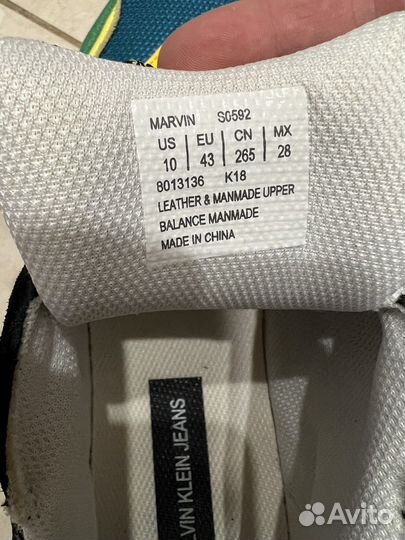 MARVIN S0592
US EU CN MX
10 43 265 28
8013136 K18
LEATHER & MANMADE UPPER
BALANCE MANMADE
MADE IN CHINA
LVIN KLEIN JEANS
Avito